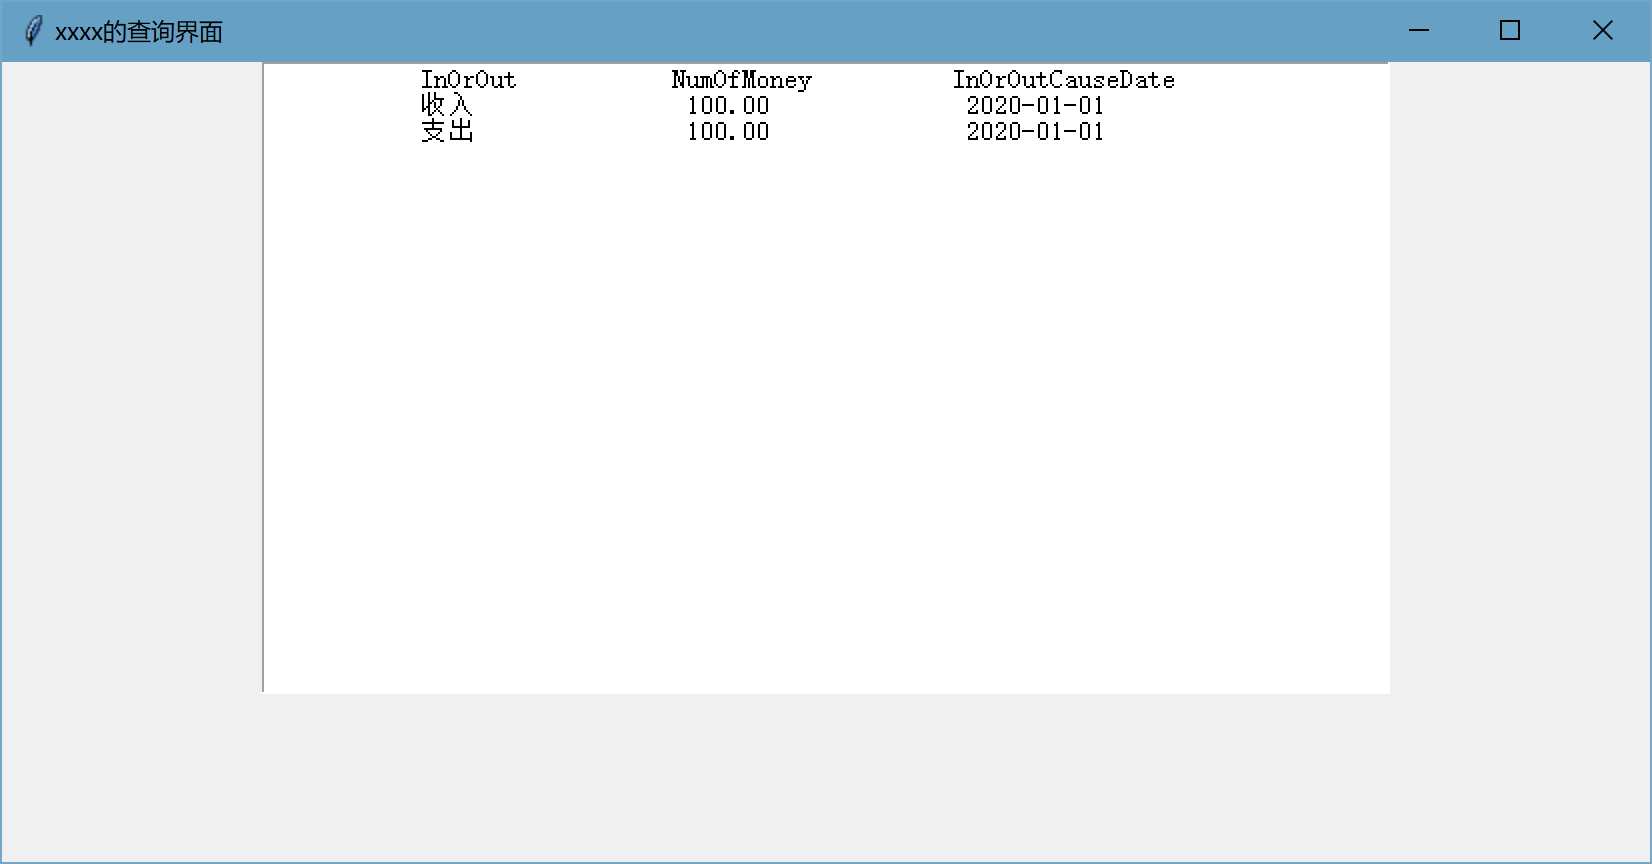 xxxx的查询界面
InOrOut NumOfMoney InOrOutCauseDate
收入 100.00 2020-01-01
支出 100.00 2020-01-01